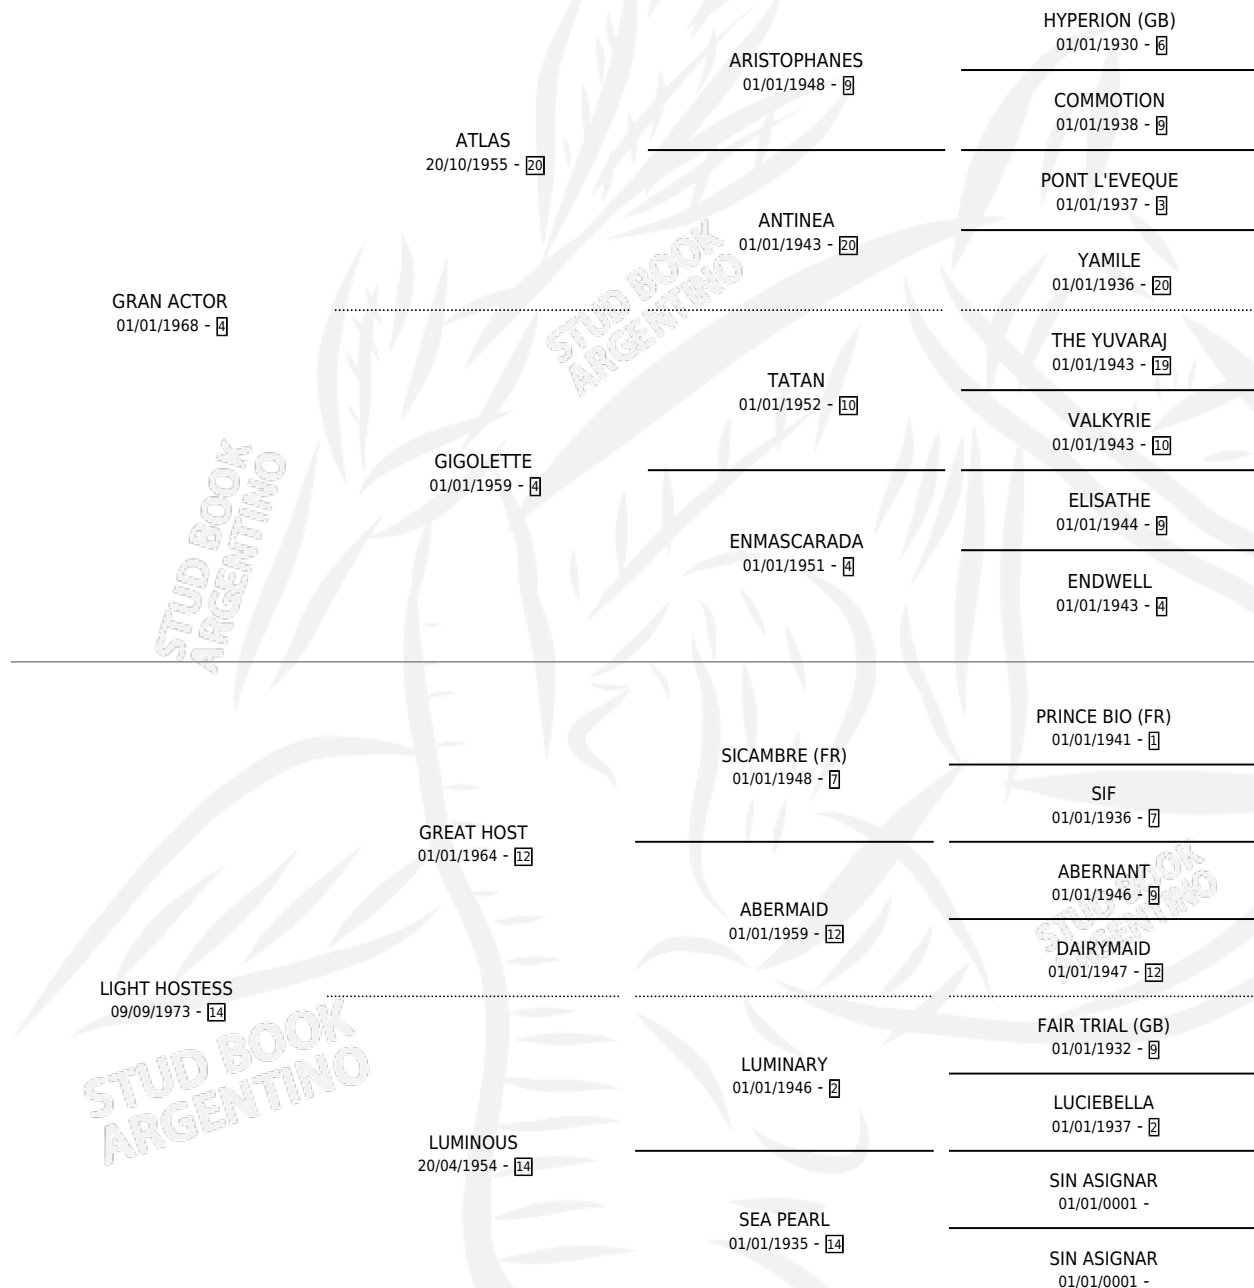 HYPERION (GB)
01/01/1930 - 6
ARISTOPHANES
01/01/1948 - 9
COMMOTION
01/01/1938 - 9
ATLAS
20/10/1955 - 20
PONT L'EVEQUE
01/01/1937 - 3
ANTINEA
01/01/1943 - 20
YAMILE
01/01/1936 - 20
GRAN ACTOR
01/01/1968 - 4
THE YUVARAJ
01/01/1943 - 19
TATAN
01/01/1952 - 10
VALKYRIE
01/01/1943 - 10
GIGOLETTE
01/01/1959 - 4
ELISATHE
01/01/1944 - 9
ENMASCARADA
01/01/1951 - 4
ENDWELL
01/01/1943 - 4
STUD BOOK
ARGENTINO
STUD BOOK
ARGENTINO
PRINCE BIO (FR)
01/01/1941 - 1
SICAMBRE (FR)
01/01/1948 - 7
SIF
01/01/1936 - 7
GREAT HOST
01/01/1964 - 12
ABERNANT
01/01/1946 - 9
ABERMAID
01/01/1959 - 12
DAIRYMAID
01/01/1947 - 12
STUD BOOK
ARGENTINO
LIGHT HOSTESS
09/09/1973 - 14
FAIR TRIAL (GB)
01/01/1932 - 9
LUMINARY
01/01/1946 - 2
LUCIEBELLA
01/01/1937 - 2
STUD BOOK
ARGENTINO
LUMINOUS
20/04/1954 - 14
SIN ASIGNAR
01/01/0001 -
SEA PEARL
01/01/1935 - 14
SIN ASIGNAR
01/01/0001 -